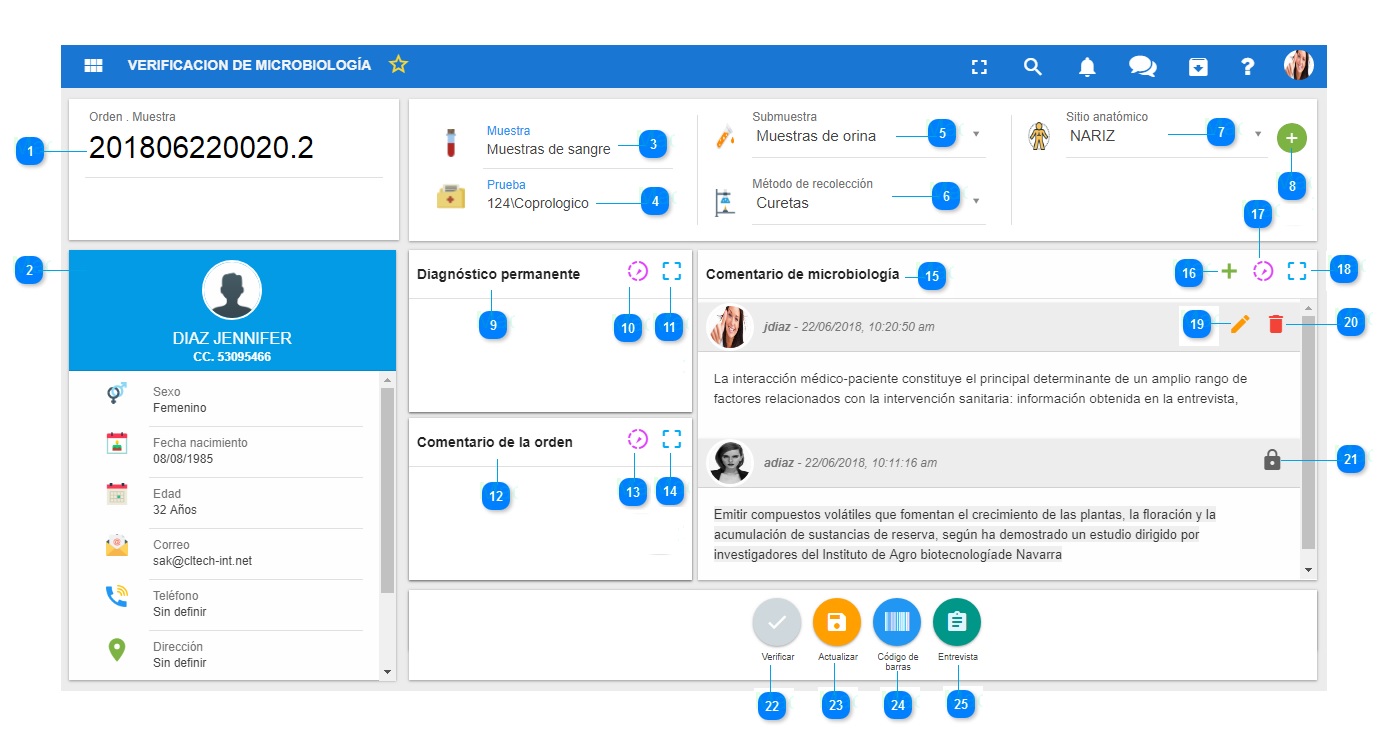 VERIFICACION DE MICROBIOLOGÍA
?
Orden . Muestra
201806220020.2
1
Muestra
Muestras de sangre
3
Prueba
124\Coprologico
4
Submuestra
Muestras de orina
5
Método de recolección
Curetas
6
Sitio anatómico
NARIZ
7
8
2
DIAZ JENNIFER
CC. 53095466
Sexo
Femenino
Fecha nacimiento
08/08/1985
Edad
32 Años
Correo
sak@cltech-int.net
Teléfono
Sin definir
Dirección
Sin definir
Diagnóstico permanente
9
10
11
Comentario de la orden
12
13
14
Comentario de microbiología
15
16
17
18
jdiaz - 22/06/2018, 10:20:50 am
19
20
La interacción médico-paciente constituye el principal determinante de un amplio rango de
factores relacionados con la intervención sanitaria: información obtenida en la entrevista,
adiaz - 22/06/2018, 10:11:16 am
21
Emitir compuestos volátiles que fomentan el crecimiento de las plantas, la floración y la
acumulación de sustancias de reserva, según ha demostrado un estudio dirigido por
investigadores del Instituto de Agro biotecnologíade Navarra
Verificar
Actualizar
Código de
barras
Entrevista
22
23
24
25